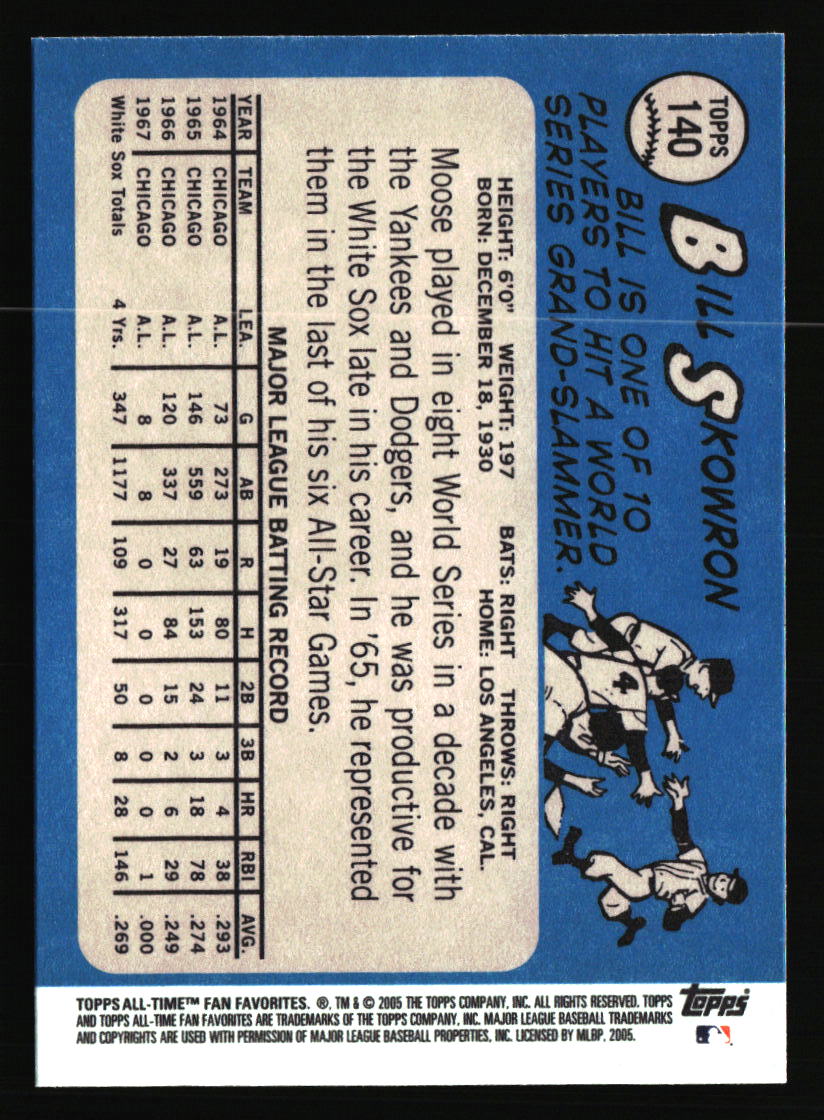 TOPPS
140
BILL SKOWRON
BILL IS ONE OF 10
PLAYERS TO HIT A WORLD
SERIES GRAND-SLAMMER.
4
HEIGHT: 6'0" WEIGHT: 197 BATS: RIGHT THROWS: RIGHT
BORN: DECEMBER 18, 1930 HOME: LOS ANGELES, CAL.
Moose played in eight World Series in a decade with
the Yankees and Dodgers, and he was productive for
the White Sox late in his career. In '65, he represented
them in the last of his six All-Star Games.
MAJOR LEAGUE BATTING RECORD
YEAR TEAM LEA. G AB R H 2B 3B HR RBI AVG.
1964 CHICAGO A.L. 73 273 19 80 11 3 4 38 .293
1965 CHICAGO A.L. 146 559 63 153 24 3 18 78 .274
1966 CHICAGO A.L. 120 337 27 84 15 2 6 29 .249
1967 CHICAGO A.L. 8 8 0 0 0 0 0 1 .000
White Sox Totals 4 Yrs. 347 1177 109 317 50 8 28 146 .269
Topps
TOPPS ALL-TIME™ FAN FAVORITES. ®, TM & © 2005 THE TOPPS COMPANY, INC. ALL RIGHTS RESERVED. TOPPS
AND TOPPS ALL-TIME FAN FAVORITES ARE TRADEMARKS OF THE TOPPS COMPANY, INC. MAJOR LEAGUE BASEBALL TRADEMARKS
AND COPYRIGHTS ARE USED WITH PERMISSION OF MAJOR LEAGUE BASEBALL PROPERTIES, INC. LICENSED BY MLBP, 2005.